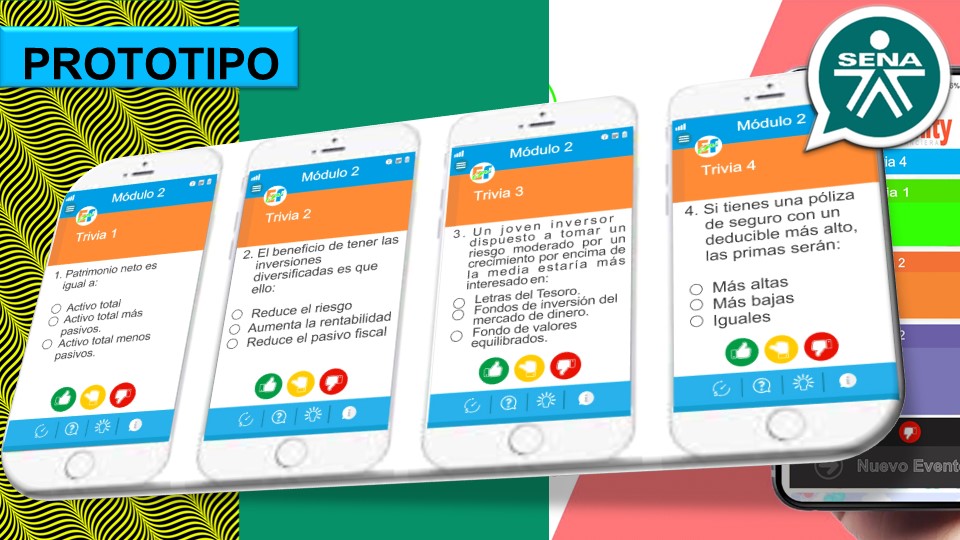 PROTOTIPO
SENA
Módulo 2
Trivia 1
1. Patrimonio neto es
igual a:
Activo total
Activo total más
pasivos.
Activo total menos
pasivos.
Módulo 2
Trivia 2
2. El beneficio de tener las
inversiones
diversificadas es que
ello:
Reduce el riesgo
Aumenta la rentabilidad
Reduce el pasivo fiscal
Módulo 2
Trivia 3
3. Un joven inversor
dispuesto a tomar un
riesgo moderado por un
crecimiento por encima de
la media estaría más
interesado en:
Letras del Tesoro.
Fondos de inversión del
mercado de dinero.
Fondo de valores
equilibrados.
Módulo 2
Trivia 4
4. Si tienes una póliza
de seguro con un
deducible más alto,
las primas serán:
Más altas
Más bajas
Iguales
Nuevo Evento